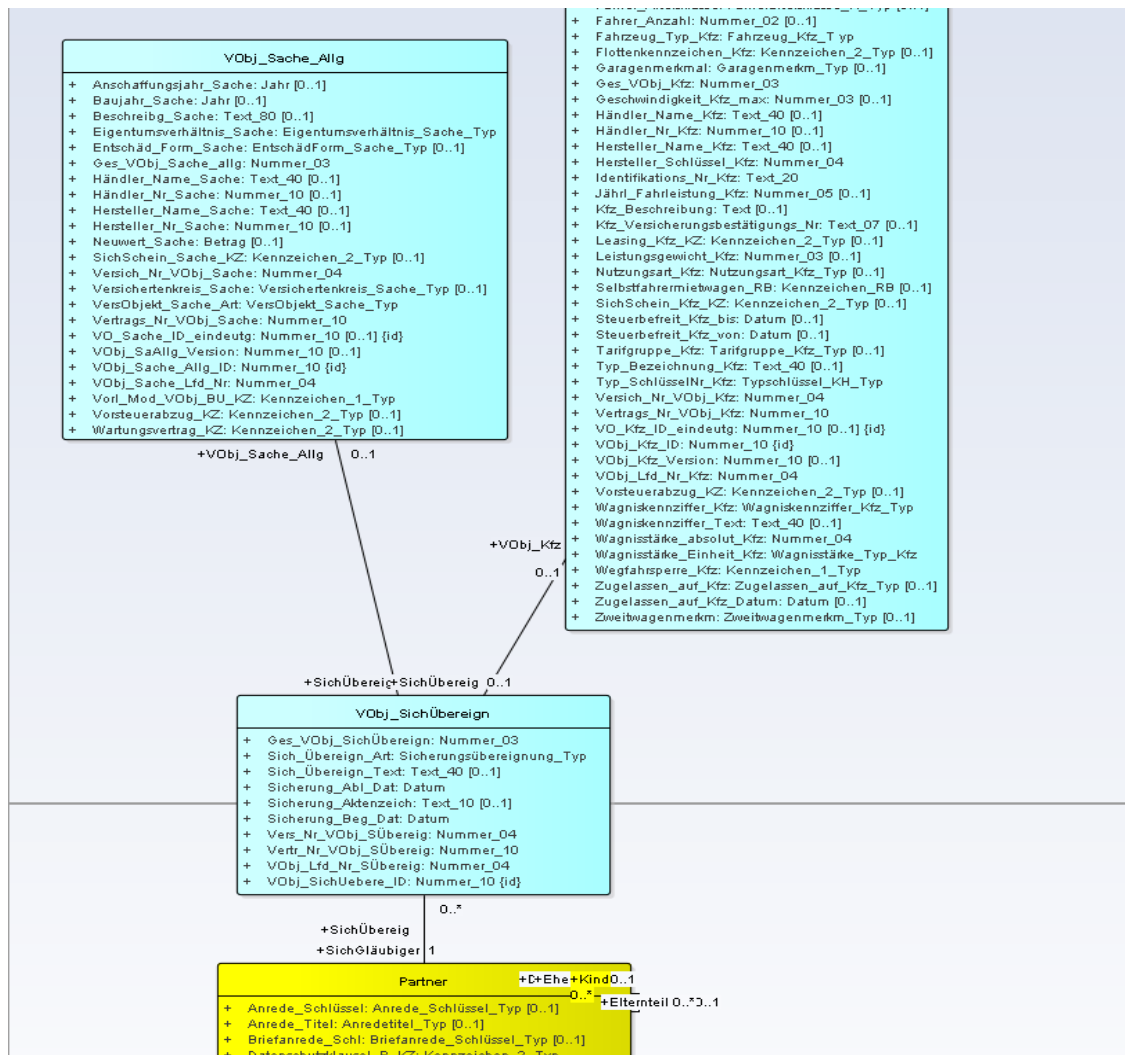 VObj_Sache_Allg
+ Anschaffungsjahr_Sache: Jahr [0..1]
+ Baujahr_Sache: Jahr [0..1]
+ Beschreibg_Sache: Text_80 [0..1]
+ Eigentumsverhältnis_Sache: Eigentumsverhältnis_Sache_Typ
+ Entschäd_Form_Sache: EntschädForm_Sache_Typ [0..1]
+ Ges_VObj_Sache_allg: Nummer_03
+ Händler_Name_Sache: Text_40 [0..1]
+ Händler_Nr_Sache: Nummer_10 [0..1]
+ Hersteller_Name_Sache: Text_40 [0..1]
+ Hersteller_Nr_Sache: Nummer_10 [0..1]
+ Neuwert_Sache: Betrag [0..1]
+ SichSchein_Sache_KZ: Kennzeichen_2_Typ [0..1]
+ Versich_Nr_VObj_Sache: Nummer_04
+ Versichertenkreis_Sache: Versichertenkreis_Sache_Typ [0..1]
+ VersObjekt_Sache_Art: VersObjekt_Sache_Typ
+ Vertrags_Nr_VObj_Sache: Nummer_10
+ VO_Sache_ID_eindeutg: Nummer_10 [0..1] {id}
+ VObj_SaAllg_Version: Nummer_10 [0..1]
+ VObj_Sache_Allg_ID: Nummer_10 {id}
+ VObj_Sache_Lfd_Nr: Nummer_04
+ Vorl_Mod_VObj_BU_KZ: Kennzeichen_1_Typ
+ Vorsteuerabzug_KZ: Kennzeichen_2_Typ [0..1]
+ Wartungsvertrag_KZ: Kennzeichen_2_Typ [0..1]
+VObj_Sache_Allg 0..1
+ Fahrer_Anzahl: Nummer_02 [0..1]
+ Fahrzeug_Typ_Kfz: Fahrzeug_Kfz_Typ
+ Flottenkennzeichen_Kfz: Kennzeichen_2_Typ [0..1]
+ Garagenmerkmal: Garagenmerkm_Typ [0..1]
+ Ges_VObj_Kfz: Nummer_03
+ Geschwindigkeit_Kfz_max: Nummer_03 [0..1]
+ Händler_Name_Kfz: Text_40 [0..1]
+ Händler_Nr_Kfz: Nummer_10 [0..1]
+ Hersteller_Name_Kfz: Text_40 [0..1]
+ Hersteller_Schlüssel_Kfz: Nummer_04
+ Identifikations_Nr_Kfz: Text_20
+ Jährl_Fahrleistung_Kfz: Nummer_05 [0..1]
+ Kfz_Beschreibung: Text [0..1]
+ Kfz_Versicherungsbestätigungs_Nr: Text_07 [0..1]
+ Leasing_Kfz_KZ: Kennzeichen_2_Typ [0..1]
+ Leistungsgewicht_Kfz: Nummer_03 [0..1]
+ Nutzungsart_Kfz: Nutzungsart_Kfz_Typ [0..1]
+ Selbstfahrermietwagen_RB: Kennzeichen_RB [0..1]
+ SichSchein_Kfz_KZ: Kennzeichen_2_Typ [0..1]
+ Steuerbefreit_Kfz_bis: Datum [0..1]
+ Steuerbefreit_Kfz_von: Datum [0..1]
+ Tarifgruppe_Kfz: Tarifgruppe_Kfz_Typ [0..1]
+ Typ_Bezeichnung_Kfz: Text_40 [0..1]
+ Typ_SchlüsselNr_Kfz: Typschlüssel_KH_Typ
+ Versich_Nr_VObj_Kfz: Nummer_04
+ Vertrags_Nr_VObj_Kfz: Nummer_10
+ VO_Kfz_ID_eindeutg: Nummer_10 [0..1] {id}
+ VObj_Kfz_ID: Nummer_10 {id}
+ VObj_Kfz_Version: Nummer_10 [0..1]
+ VObj_Lfd_Nr_Kfz: Nummer_04
+ Vorsteuerabzug_KZ: Kennzeichen_2_Typ [0..1]
+ Wagniskennziffer_Kfz: Wagniskennziffer_Kfz_Typ
+ Wagniskennziffer_Text: Text_40 [0..1]
+ Wagnisstärke_absolut_Kfz: Nummer_04
+ Wagnisstärke_Einheit_Kfz: Wagnisstärke_Typ_Kfz
+ Wegfahrsperre_Kfz: Kennzeichen_1_Typ
+ Zugelassen_auf_Kfz: Zugelassen_auf_Kfz_Typ [0..1]
+ Zugelassen_auf_Kfz_Datum: Datum [0..1]
+ Zweitwagenmerkm: Zweitwagenmerkm_Typ [0..1]
+VObj_Kfz
0..1
+SichÜbereig+SichÜbereig 0..1
VObj_SichÜbereign
+ Ges_VObj_SichÜbereign: Nummer_03
+ Sich_Übereign_Art: Sicherungsübereignung_Typ
+ Sich_Übereign_Text: Text_40 [0..1]
+ Sicherung_Abl_Dat: Datum
+ Sicherung_Aktenzeich: Text_10 [0..1]
+ Sicherung_Beg_Dat: Datum
+ Vers_Nr_VObj_SÜbereig: Nummer_04
+ Vertr_Nr_VObj_SÜbereig: Nummer_10
+ VObj_Lfd_Nr_SÜbereig: Nummer_04
+ VObj_SichUebere_ID: Nummer_10 {id}
0..*
+SichÜbereig
+SichGläubiger 1
Partner
+D+Ehe+Kind0..1
0..*
+Elternteil 0..*0..1
+ Anrede_Schlüssel: Anrede_Schlüssel_Typ [0..1]
+ Anrede_Titel: Anredetitel_Typ [0..1]
+ Briefanrede_Schl: Briefanrede_Schlüssel_Typ [0..1]